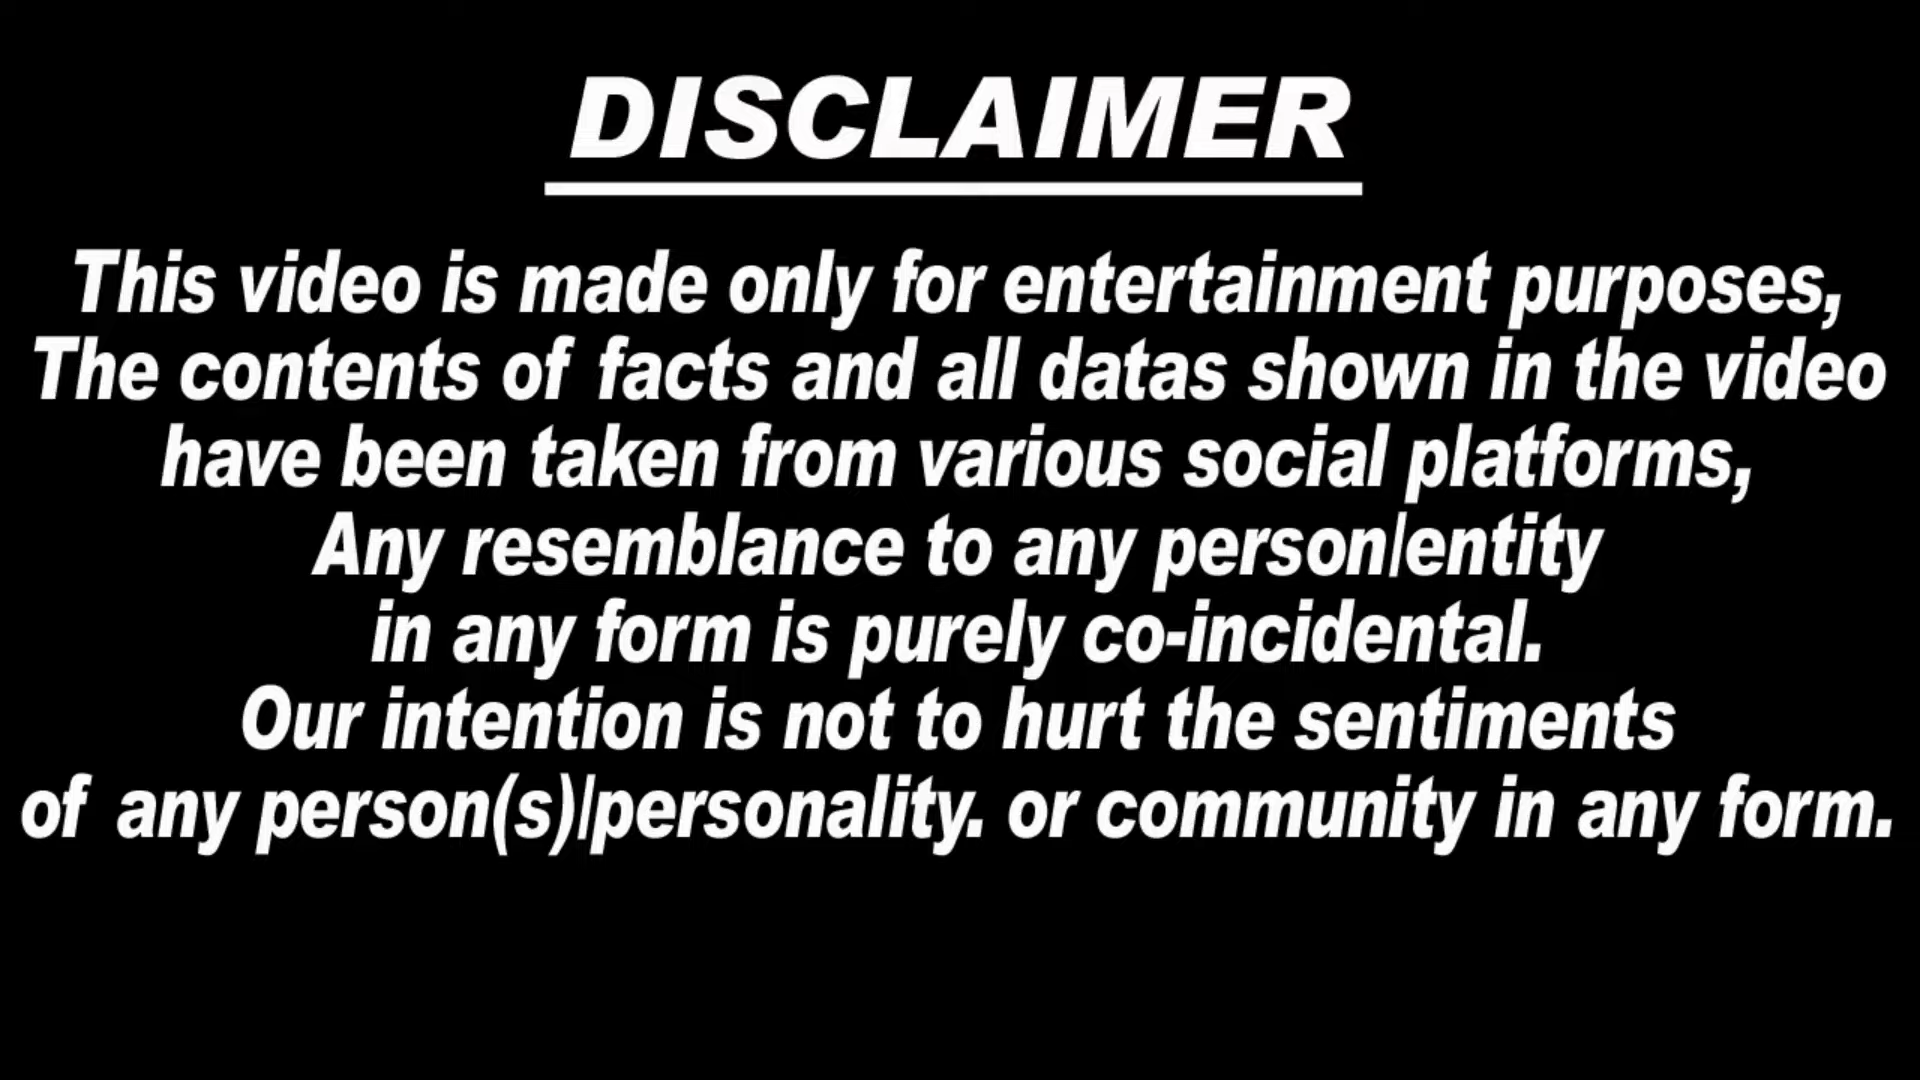 DISCLAIMER
This video is made only for entertainment purposes,
The contents of facts and all datas shown in the video
have been taken from various social platforms,
Any resemblance to any person/entity
in any form is purely co-incidental.
Our intention is not to hurt the sentiments
of any person(s)/personality. or community in any form.